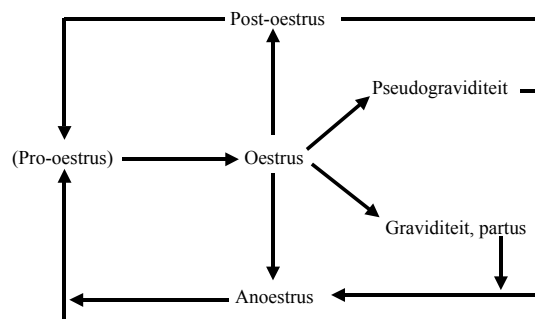 Post-oestrus
Pseudograviditeit
(Pro-oestrus)
Oestrus
Graviditeit, partus
Anoestrus